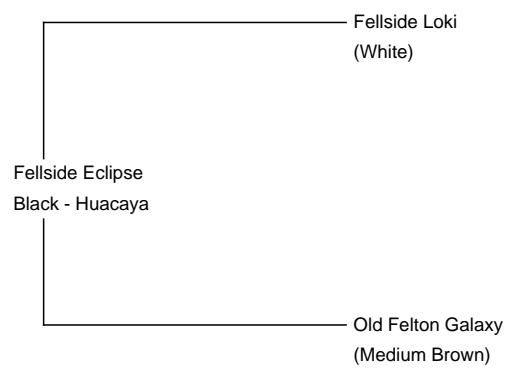 Fellside Loki
(White)
Fellside Eclipse
Black - Huacaya
Old Felton Galaxy
(Medium Brown)